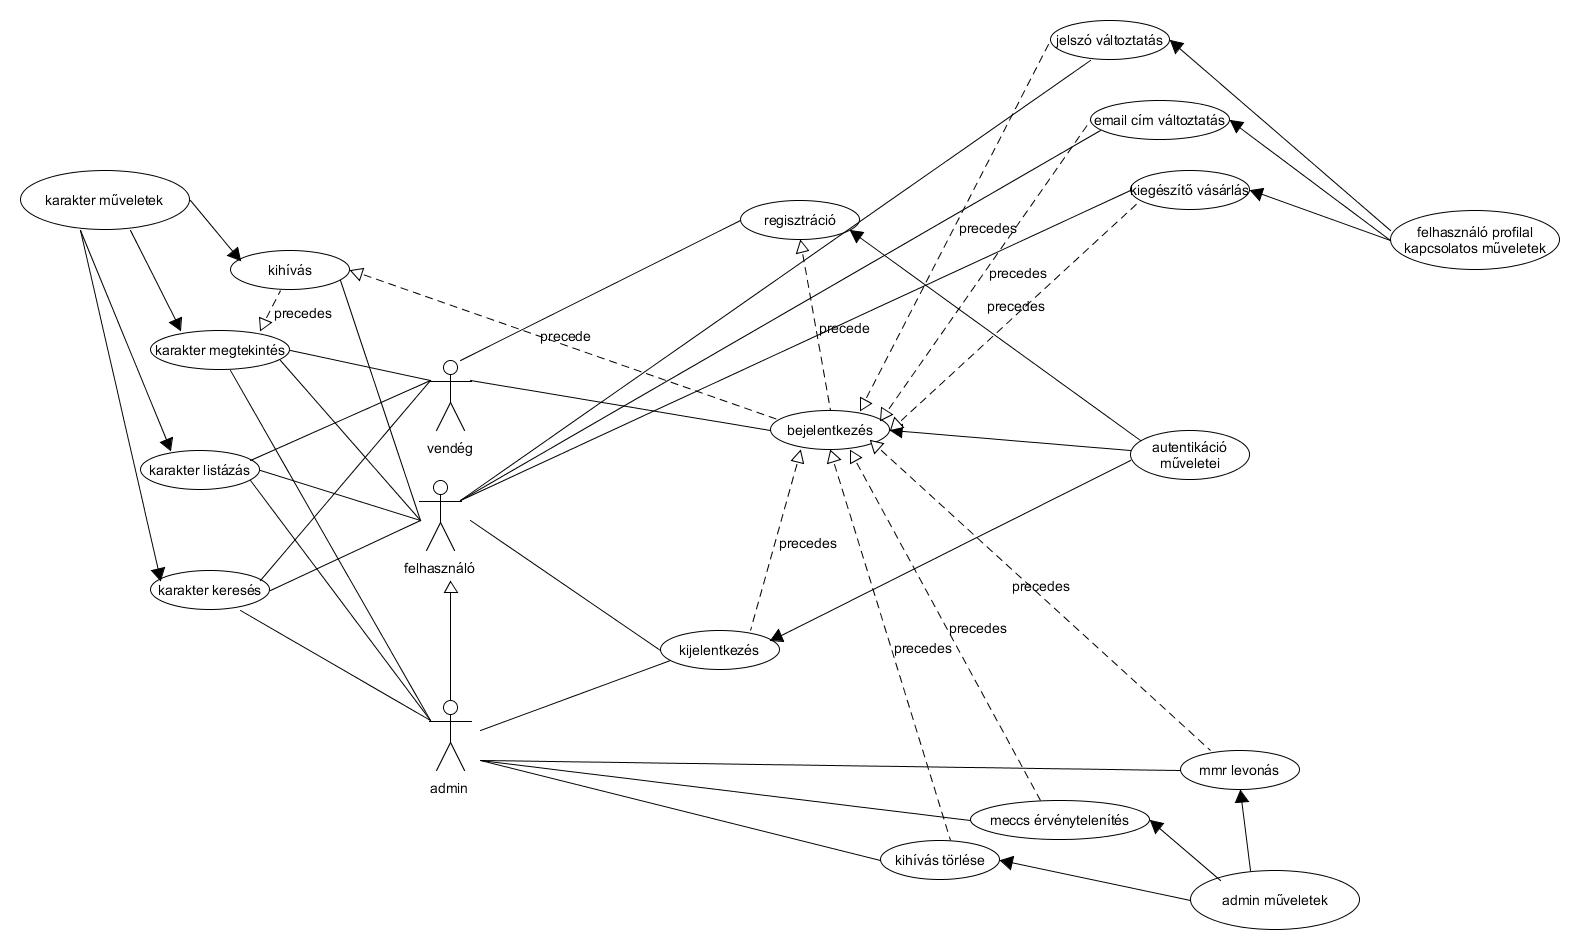 jelszó változtatás
email cím változtatás
kiegészítő vásárlás
karakter műveletek
regisztráció
precedes
felhasználó profilal
kapcsolatos műveletek
kihívás
precedes
precedes
precedes
precede
precede
karakter megtekintés
bejelentkezés
vendég
autentikáció
műveletei
karakter listázás
precedes
felhasználó
karakter keresés
precedes
precedes
precedes
kijelentkezés
mmr levonás
admin
meccs érvénytelenítés
kihívás törlése
admin műveletek